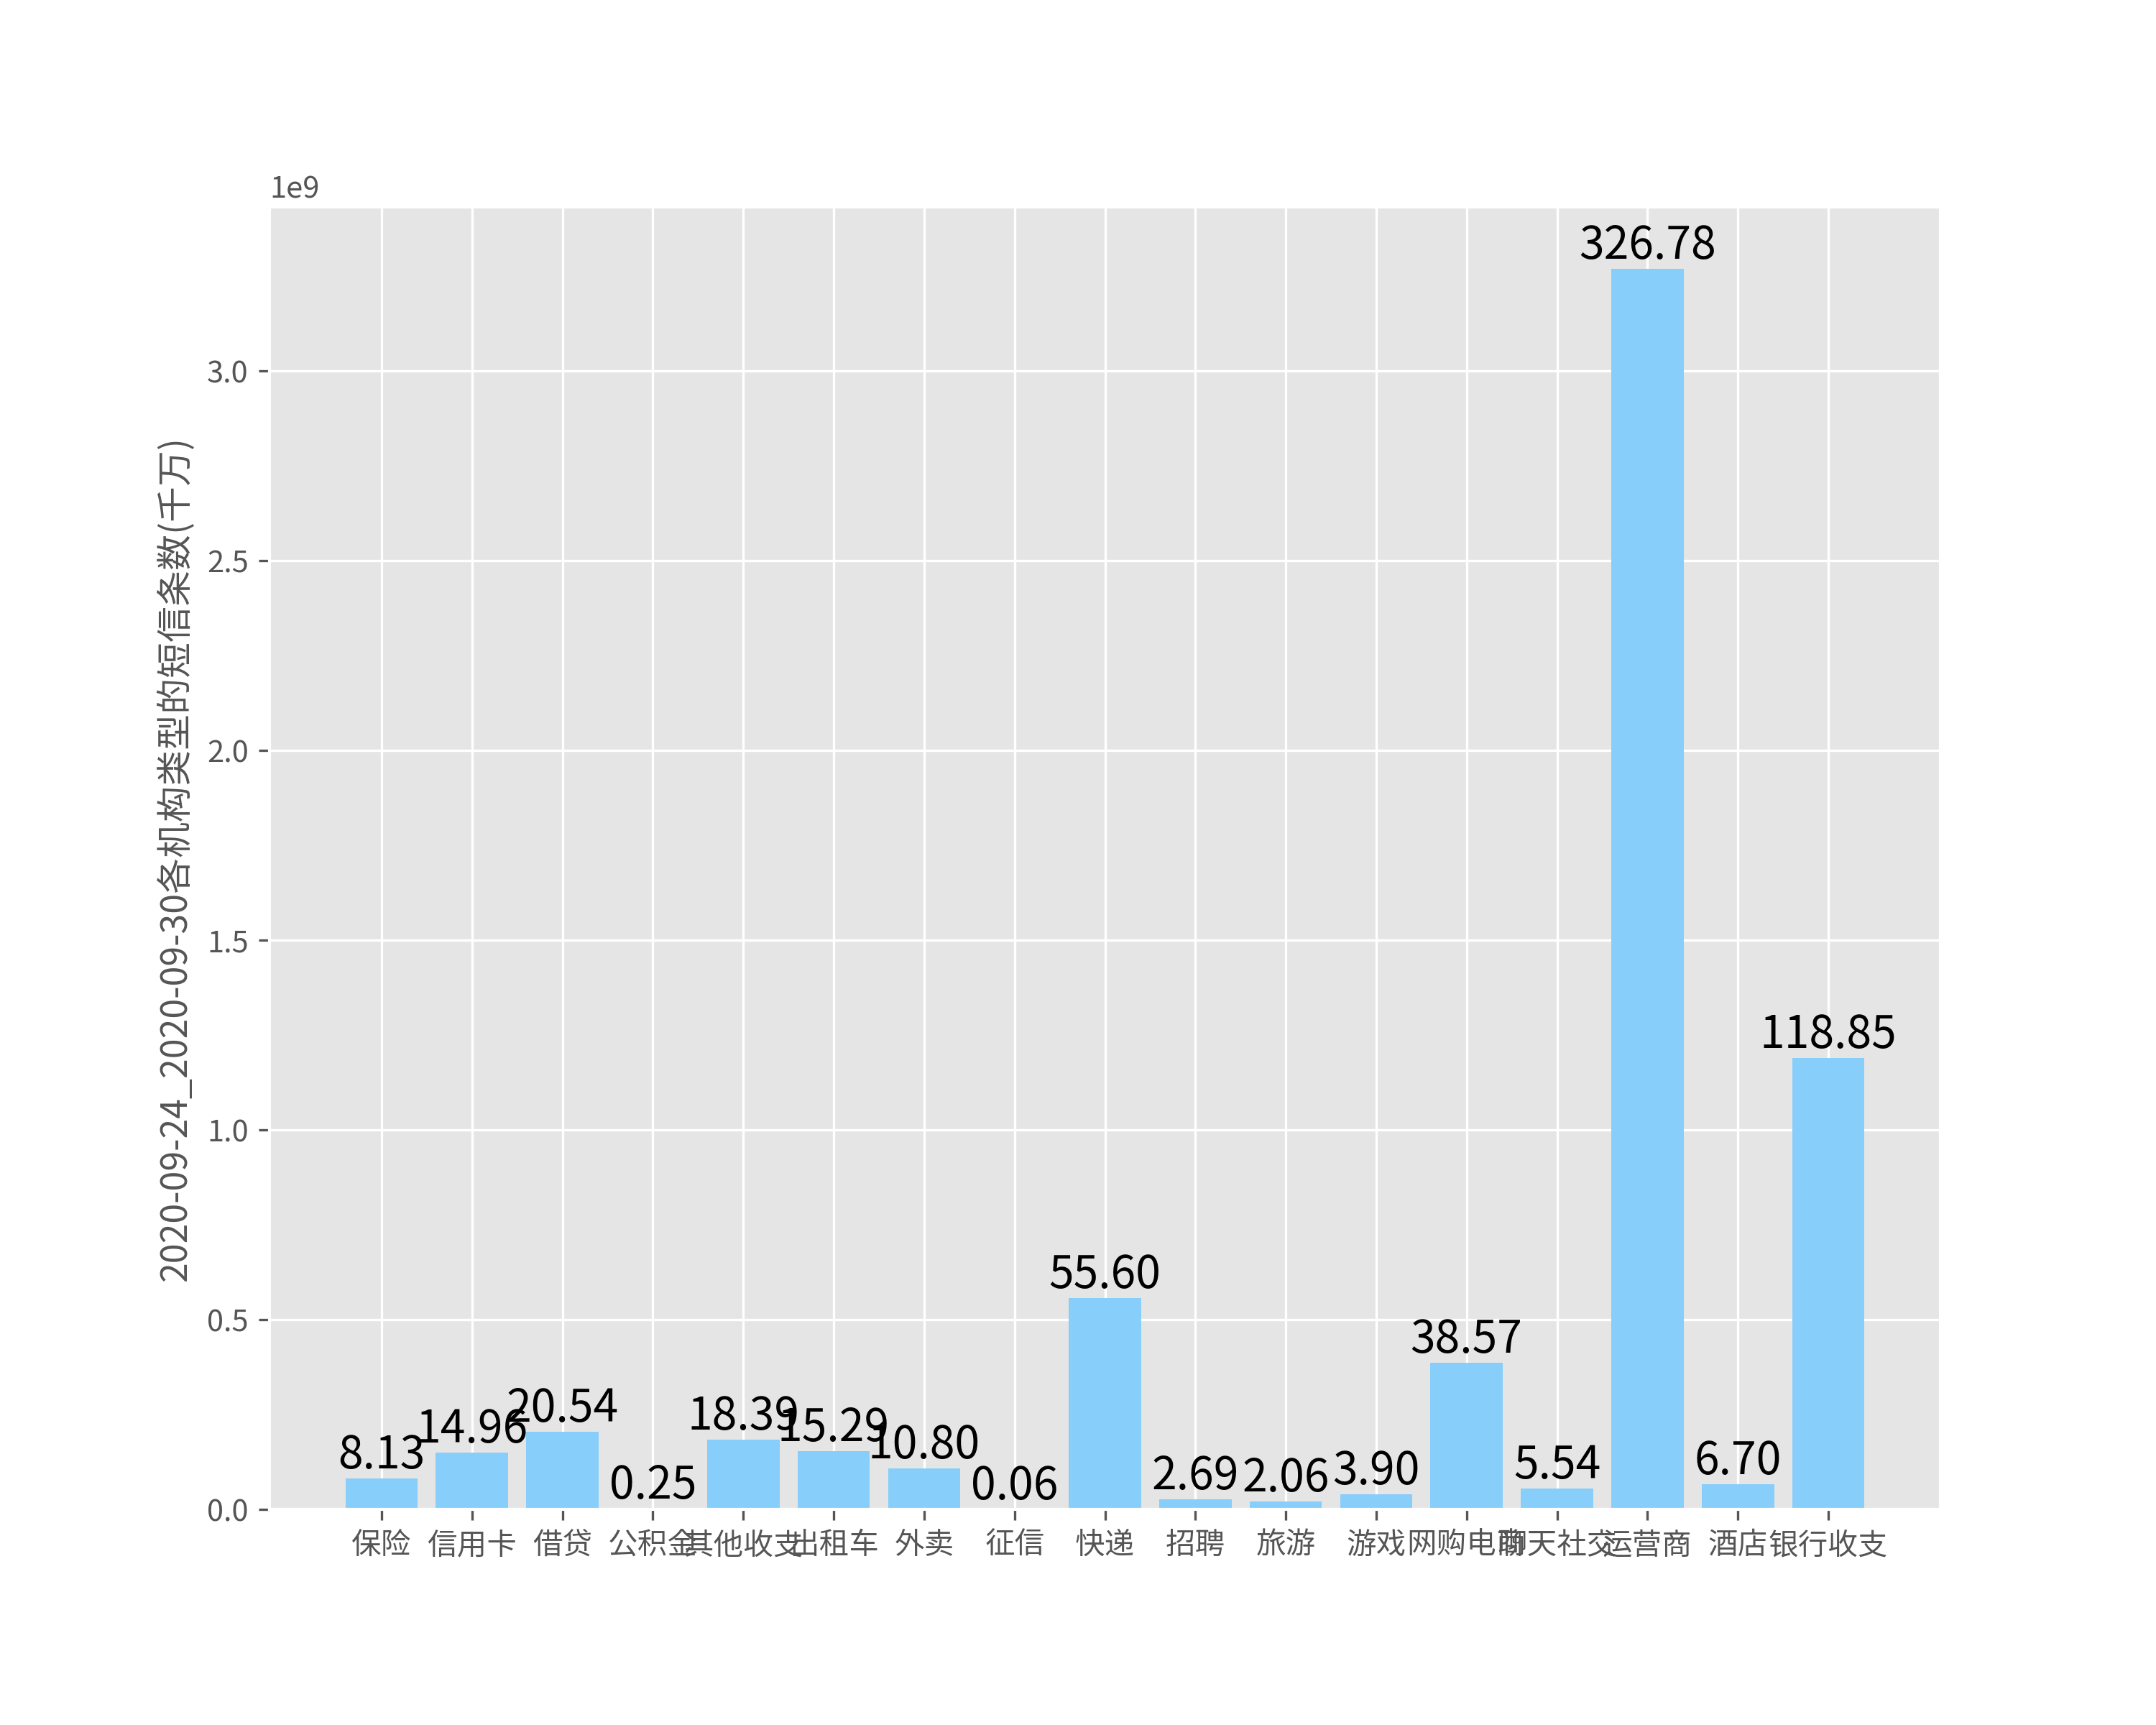 1e9
2020-09-24_2020-09-30各机构类型的短信条数(千万)
3.0
2.5
2.0
1.5
1.0
0.5
0.0
8.13
14.96
20.54
0.25
18.39
15.29
10.80
0.06
55.60
2.69
2.06
3.90
38.57
5.54
326.78
6.70
118.85
保险
信用卡
借贷
公积金
其他收支
出租车
外卖
征信
快递
招聘
旅游
游戏
网购电商
聊天社交
运营商
酒店
银行收支